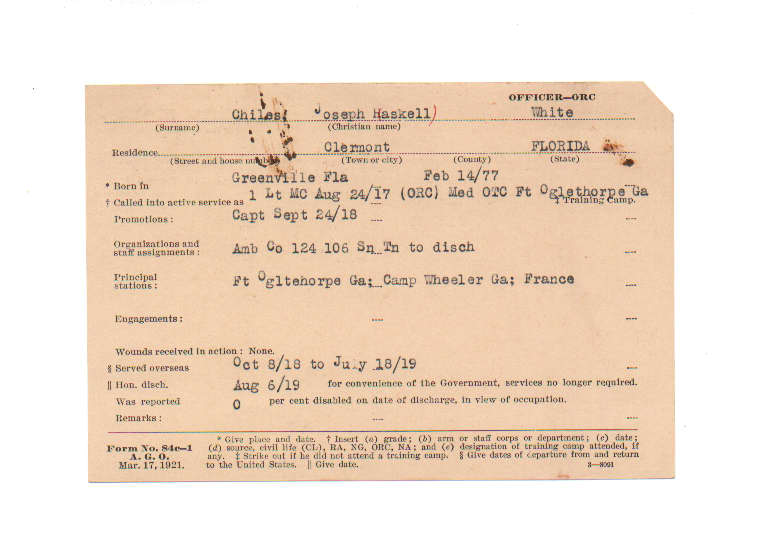 OFFICER—ORC
Chiles, Joseph Haskell) White
(Surname) (Christian name)
Residence Clermont FLORIDA
(Street and house number) (Town or city) (County) (State)
Greenville Fla Feb 14/77
* Born in
1 Lt MC Aug 24/17 (ORC) Med OTC Ft Oglethorpe Ga
† Called into active service as ‡ Training Camp.
Promotions: Capt Sept 24/18 ----
Organizations and
staff assignments: Amb Co 124 106 Sn Tn to disch ----
Principal
stations: Ft Ogltehorpe Ga; Camp Wheeler Ga; France ----
Engagements: ---- ----
Wounds received in action: None.
§ Served overseas Oct 8/18 to July 18/19 ----
|| Hon. disch. Aug 6/19 for convenience of the Government, services no longer required.
Was reported 0 per cent disabled on date of discharge, in view of occupation.
Remarks: ---- ----
Form No. 84c—1
A. G. O.
Mar. 17, 1921.
* Give place and date. † Insert (a) grade; (b) arm or staff corps or department; (c) date;
(d) source, civil life (CL), RA, NG, ORC, NA; and (e) designation of training camp attended, if
any. ‡ Strike out if he did not attend a training camp. § Give dates of departure from and return
to the United States. || Give date. 3—8091